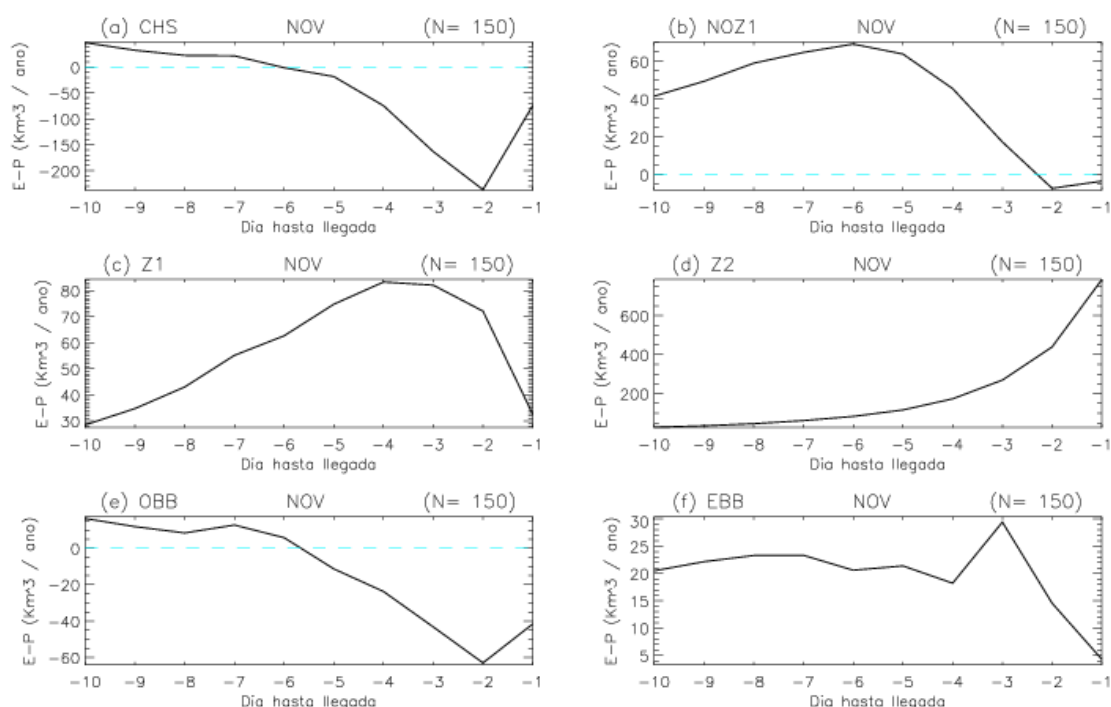 (a) CHS NOV (N= 150)
E-P (Km^3 / ano)
0
-50
-100
-150
-200
-10 -9 -8 -7 -6 -5 -4 -3 -2 -1
Dia hasta llegada
(b) NOZ1 NOV (N= 150)
E-P (Km^3 / ano)
60
40
20
0
-10 -9 -8 -7 -6 -5 -4 -3 -2 -1
Dia hasta llegada
(c) Z1 NOV (N= 150)
E-P (Km^3 / ano)
80
70
60
50
40
30
-10 -9 -8 -7 -6 -5 -4 -3 -2 -1
Dia hasta llegada
(d) Z2 NOV (N= 150)
E-P (Km^3 / ano)
600
400
200
-10 -9 -8 -7 -6 -5 -4 -3 -2 -1
Dia hasta llegada
(e) OBB NOV (N= 150)
E-P (Km^3 / ano)
0
-20
-40
-60
-10 -9 -8 -7 -6 -5 -4 -3 -2 -1
Dia hasta llegada
(f) EBB NOV (N= 150)
E-P (Km^3 / ano)
30
25
20
15
10
5
-10 -9 -8 -7 -6 -5 -4 -3 -2 -1
Dia hasta llegada